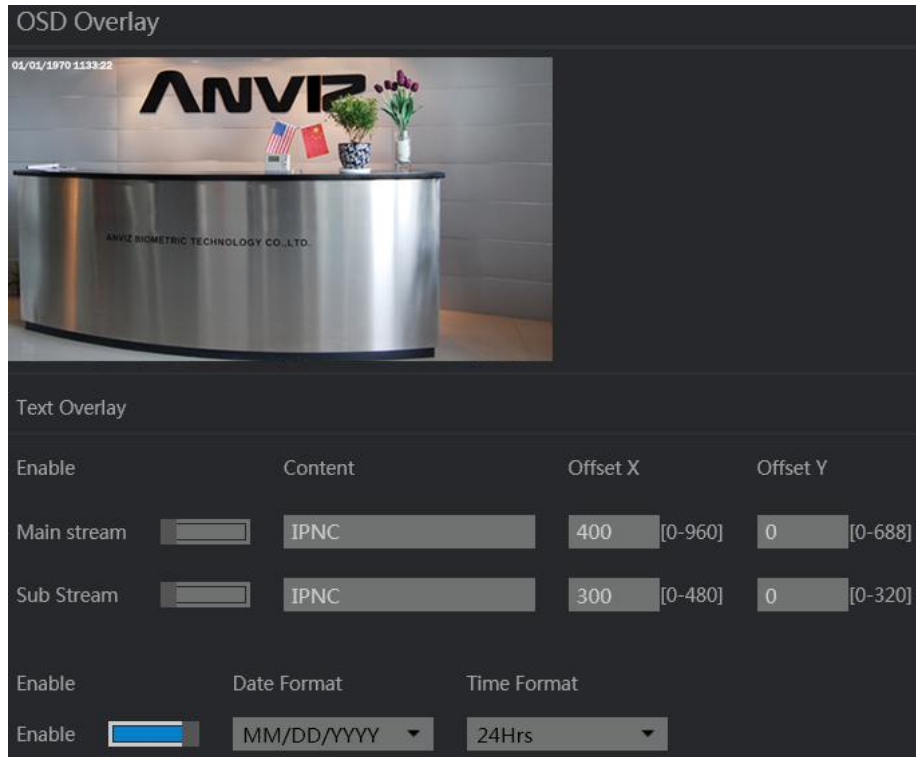 OSD Overlay
01/01/1970 1133:22
ANVIZ
ANVIZ BIOMETRIC TECHNOLOGY CO.,LTD.
Text Overlay
Enable Content Offset X Offset Y
Main stream IPNC 400 [0-960] 0 [0-688]
Sub Stream IPNC 300 [0-480] 0 [0-320]
Enable Date Format Time Format
Enable MM/DD/YYYY 24Hrs